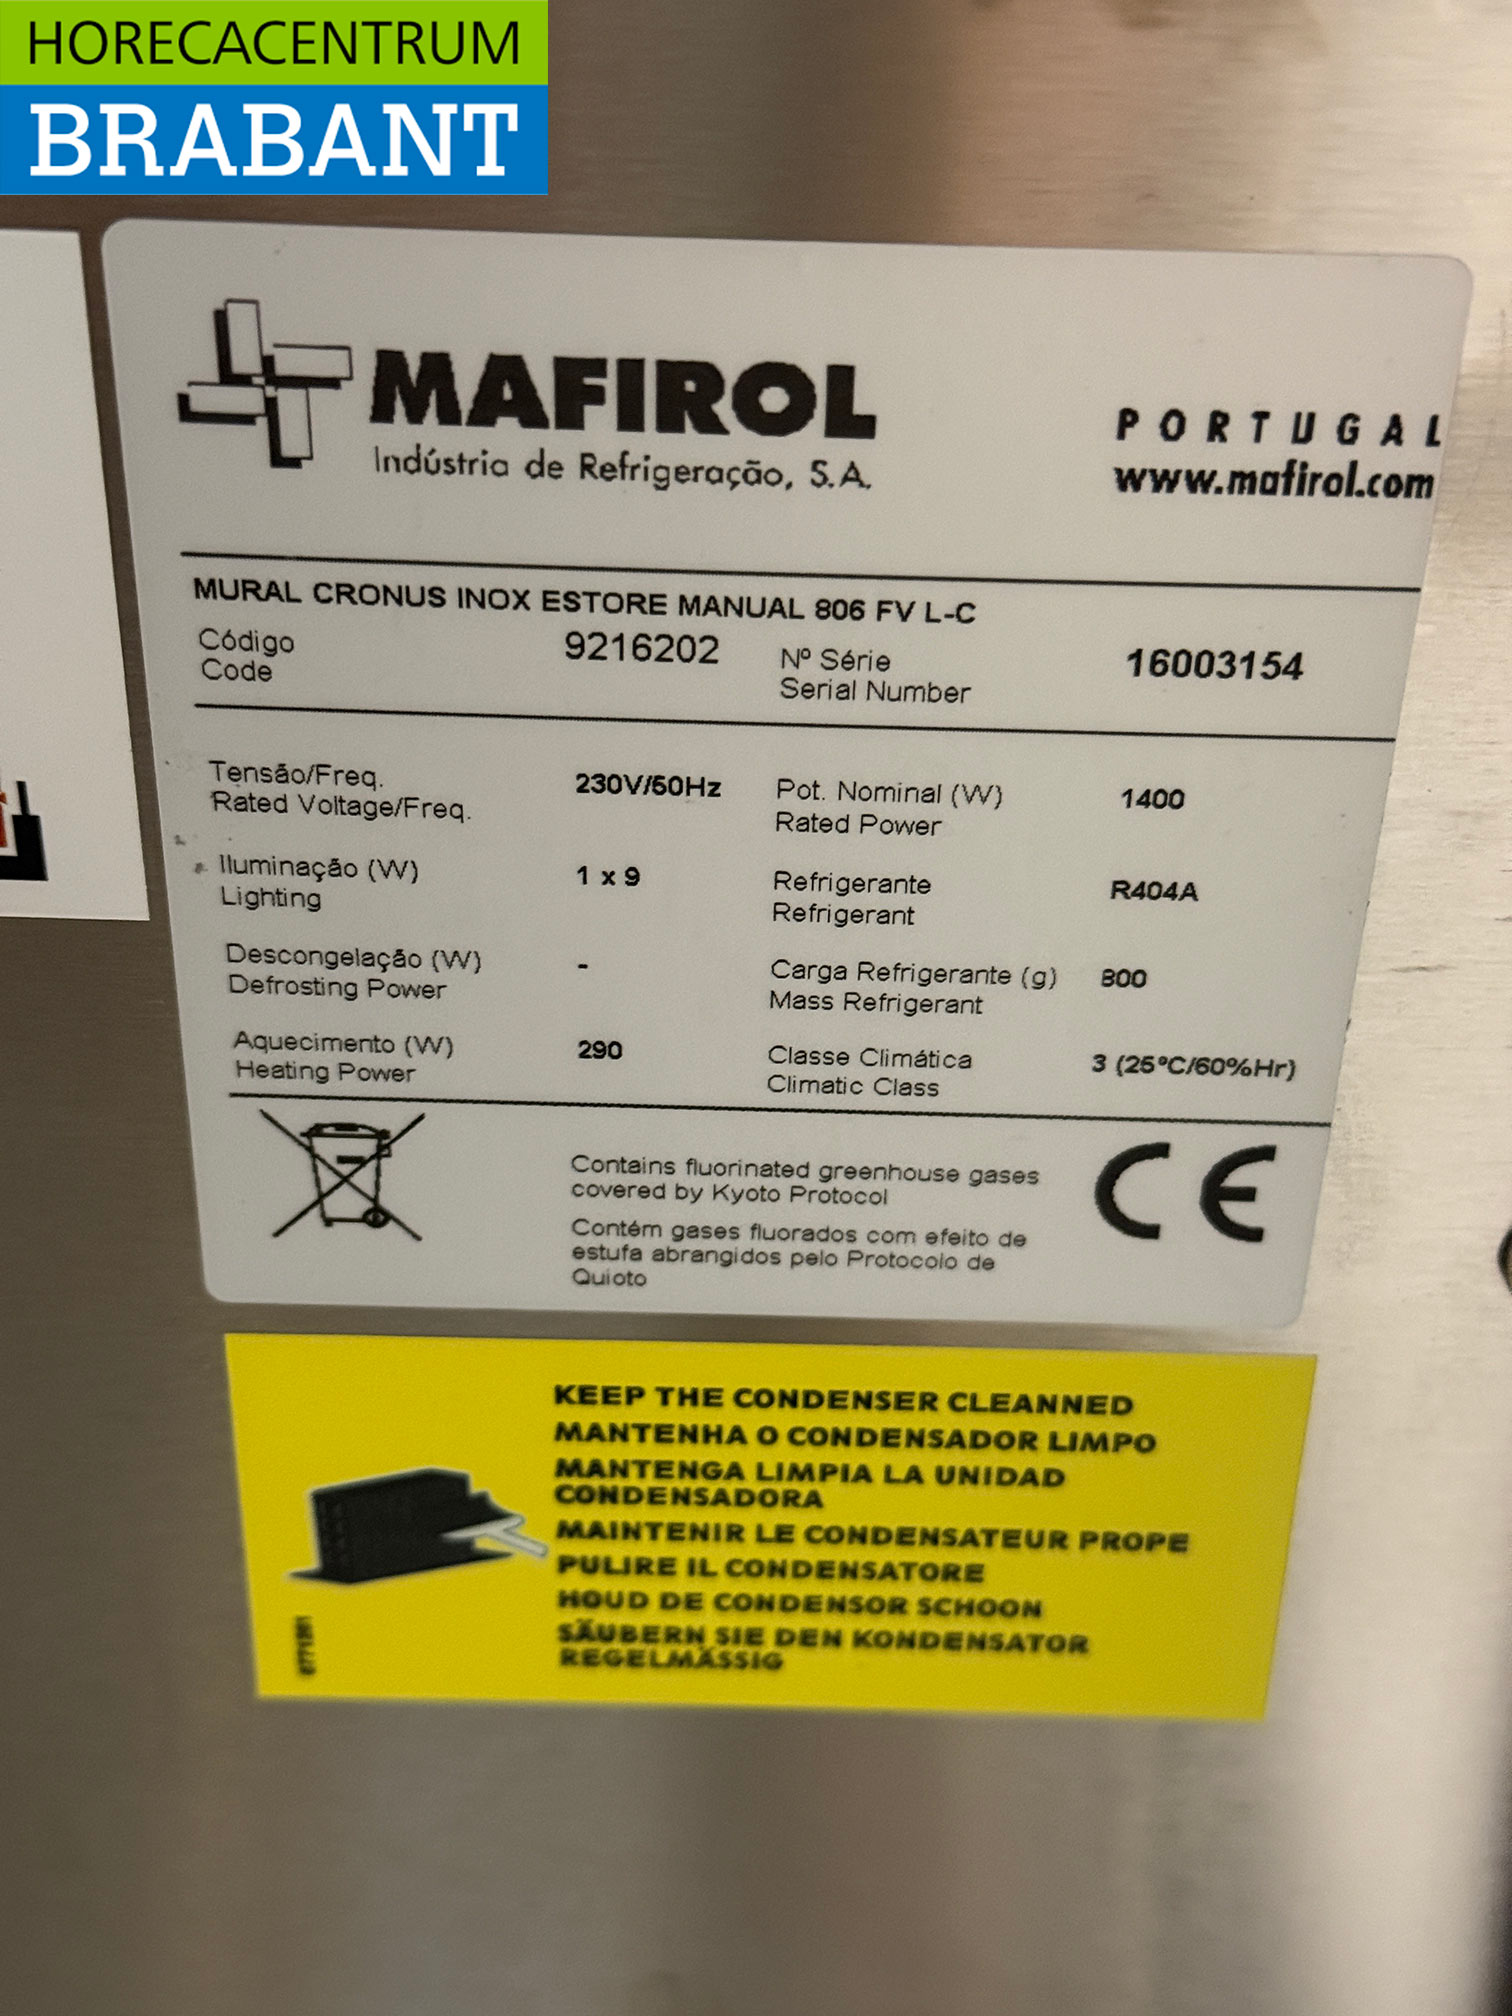 HORECACENTRUM
BRABANT
MAFIROL
Indústria de Refrigeração, S.A.
PORTUGAL
www.mafirol.com
MURAL CRONUS INOX ESTORE MANUAL 806 FV L-C
Código 9216202 Nº Série 16003154
Code Serial Number
Tensão/Freq. 230V/50Hz Pot. Nominal (W) 1400
Rated Voltage/Freq. Rated Power
Iluminação (W) 1 x 9 Refrigerante R404A
Lighting Refrigerant
Descongelação (W) - Carga Refrigerante (g) 800
Defrosting Power Mass Refrigerant
Aquecimento (W) 290 Classe Climática 3 (25ºC/60%Hr)
Heating Power Climatic Class
Contains fluorinated greenhouse gases
covered by Kyoto Protocol
Contém gases fluorados com efeito de
estufa abrangidos pelo Protocolo de
Quioto
CE
KEEP THE CONDENSER CLEANNED
MANTENHA O CONDENSADOR LIMPO
MANTENGA LIMPIA LA UNIDAD
CONDENSADORA
MAINTENIR LE CONDENSATEUR PROPE
PULIRE IL CONDENSATORE
HOUD DE CONDENSOR SCHOON
SÄUBERN SIE DEN KONDENSATOR
REGELMÄSSIG